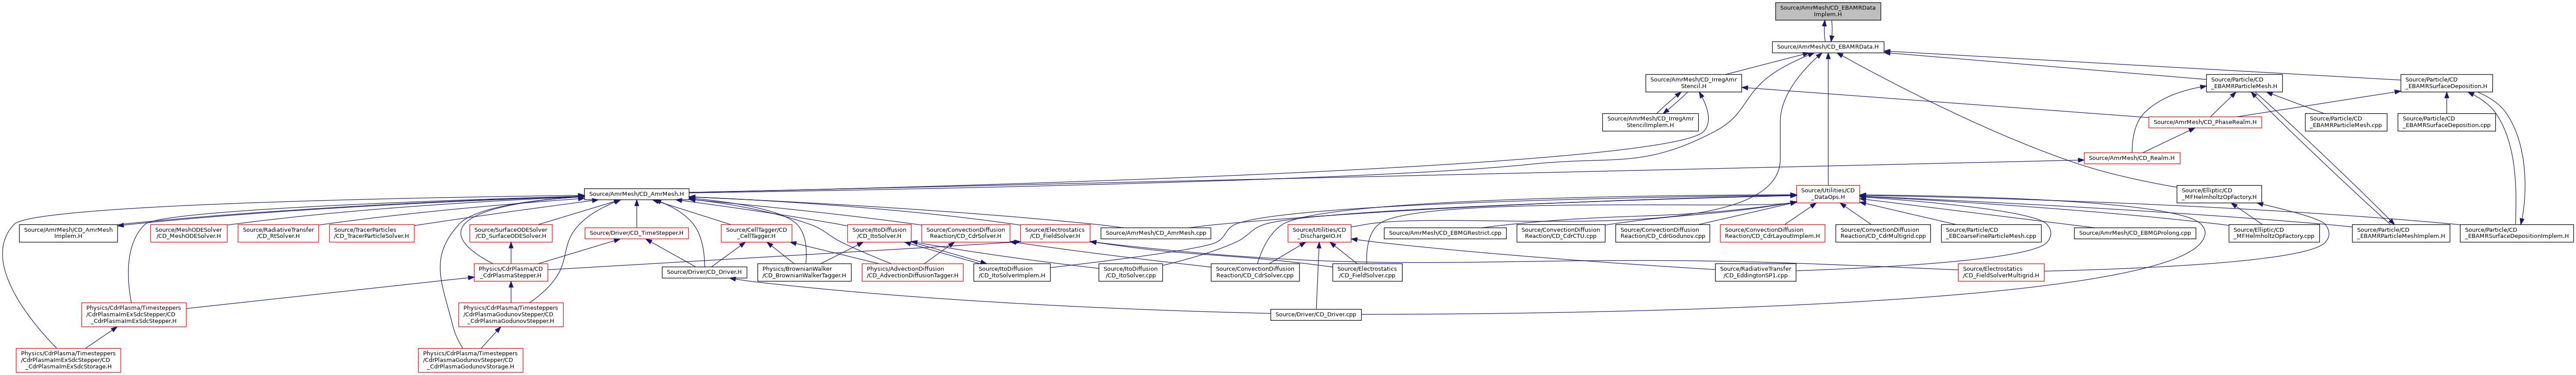 Source/AmrMesh/CD_EBAMRData
Implem.H
Source/AmrMesh/CD_EBAMRData.H
Source/AmrMesh/CD_IrregAmr
Stencil.H
Source/Particle/CD
_EBAMRParticleMesh.H
Source/Particle/CD
_EBAMRSurfaceDeposition.H
Source/AmrMesh/CD_IrregAmr
StencilImplem.H
Source/AmrMesh/CD_PhaseRealm.H
Source/Particle/CD
_EBAMRParticleMesh.cpp
Source/Particle/CD
_EBAMRSurfaceDeposition.cpp
Source/AmrMesh/CD_Realm.H
Source/AmrMesh/CD_AmrMesh.H
Source/Utilities/CD
_DataOps.H
Source/Elliptic/CD
_MFHelmholtzOpFactory.H
Source/AmrMesh/CD_AmrMesh
Implem.H
Source/MeshODESolver
/CD_MeshODESolver.H
Source/RadiativeTransfer
/CD_RtSolver.H
Source/TracerParticles
/CD_TracerParticleSolver.H
Source/SurfaceODESolver
/CD_SurfaceODESolver.H
Source/Driver/CD_TimeStepper.H
Source/CellTagger/CD
_CellTagger.H
Source/ItoDiffusion
/CD_ItoSolver.H
Source/ConvectionDiffusion
Reaction/CD_CdrSolver.H
Source/Electrostatics
/CD_FieldSolver.H
Source/AmrMesh/CD_AmrMesh.cpp
Source/Utilities/CD
_DischargeIO.H
Source/AmrMesh/CD_EBMGRestrict.cpp
Source/ConvectionDiffusion
Reaction/CD_CdrCTU.cpp
Source/ConvectionDiffusion
Reaction/CD_CdrGodunov.cpp
Source/ConvectionDiffusion
Reaction/CD_CdrLayoutImplem.H
Source/ConvectionDiffusion
Reaction/CD_CdrMultigrid.cpp
Source/Particle/CD
_EBCoarseFineParticleMesh.cpp
Source/AmrMesh/CD_EBMGProlong.cpp
Source/Elliptic/CD
_MFHelmholtzOpFactory.cpp
Source/Particle/CD
_EBAMRParticleMeshImplem.H
Source/Particle/CD
_EBAMRSurfaceDepositionImplem.H
Physics/CdrPlasma/CD
_CdrPlasmaStepper.H
Source/Driver/CD_Driver.H
Physics/BrownianWalker
/CD_BrownianWalkerTagger.H
Physics/AdvectionDiffusion
/CD_AdvectionDiffusionTagger.H
Source/ItoDiffusion
/CD_ItoSolverImplem.H
Source/ItoDiffusion
/CD_ItoSolver.cpp
Source/ConvectionDiffusion
Reaction/CD_CdrSolver.cpp
Source/Electrostatics
/CD_FieldSolver.cpp
Source/RadiativeTransfer
/CD_EddingtonSP1.cpp
Source/Electrostatics
/CD_FieldSolverMultigrid.H
Physics/CdrPlasma/Timesteppers
/CdrPlasmaImExSdcStepper/CD
_CdrPlasmaImExSdcStepper.H
Physics/CdrPlasma/Timesteppers
/CdrPlasmaGodunovStepper/CD
_CdrPlasmaGodunovStepper.H
Source/Driver/CD_Driver.cpp
Physics/CdrPlasma/Timesteppers
/CdrPlasmaImExSdcStepper/CD
_CdrPlasmaImExSdcStorage.H
Physics/CdrPlasma/Timesteppers
/CdrPlasmaGodunovStepper/CD
_CdrPlasmaGodunovStorage.H